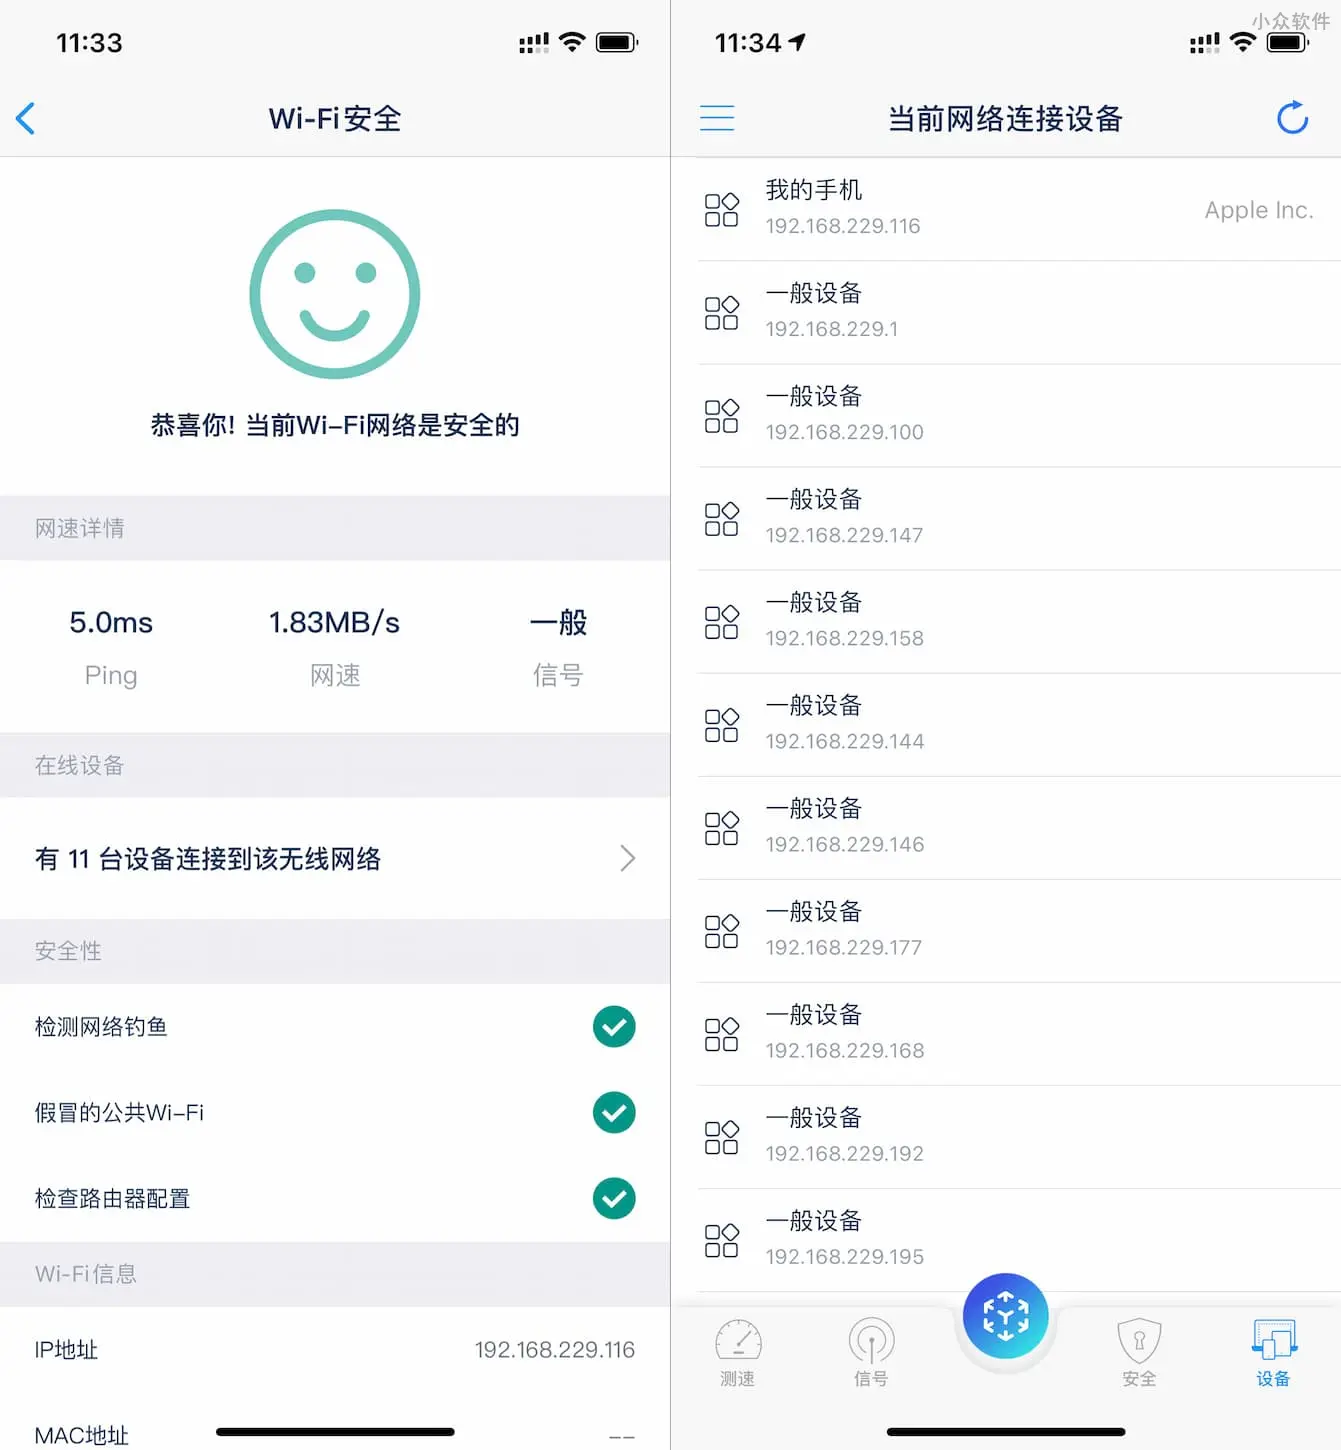 11:33
Wi-Fi安全
恭喜你! 当前Wi-Fi网络是安全的
网速详情
5.0ms 1.83MB/s 一般
Ping 网速 信号
在线设备
有 11 台设备连接到该无线网络
安全性
检测网络钓鱼
假冒的公共Wi-Fi
检查路由器配置
Wi-Fi信息
IP地址 192.168.229.116
MAC地址 --
小众软件
11:34
当前网络连接设备
我的手机
192.168.229.116
Apple Inc.
一般设备
192.168.229.1
一般设备
192.168.229.100
一般设备
192.168.229.147
一般设备
192.168.229.158
一般设备
192.168.229.144
一般设备
192.168.229.146
一般设备
192.168.229.177
一般设备
192.168.229.168
一般设备
192.168.229.192
一般设备
192.168.229.195
测速 信号 安全 设备